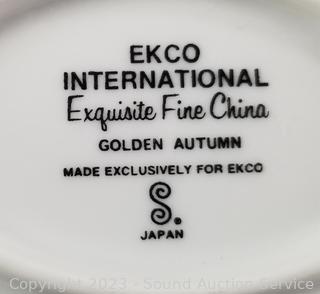 EKCO
INTERNATIONAL
Exquisite Fine China
GOLDEN AUTUMN
MADE EXCLUSIVELY FOR EKCO
S®
JAPAN
Copyright 2023 - Sound Auction Service